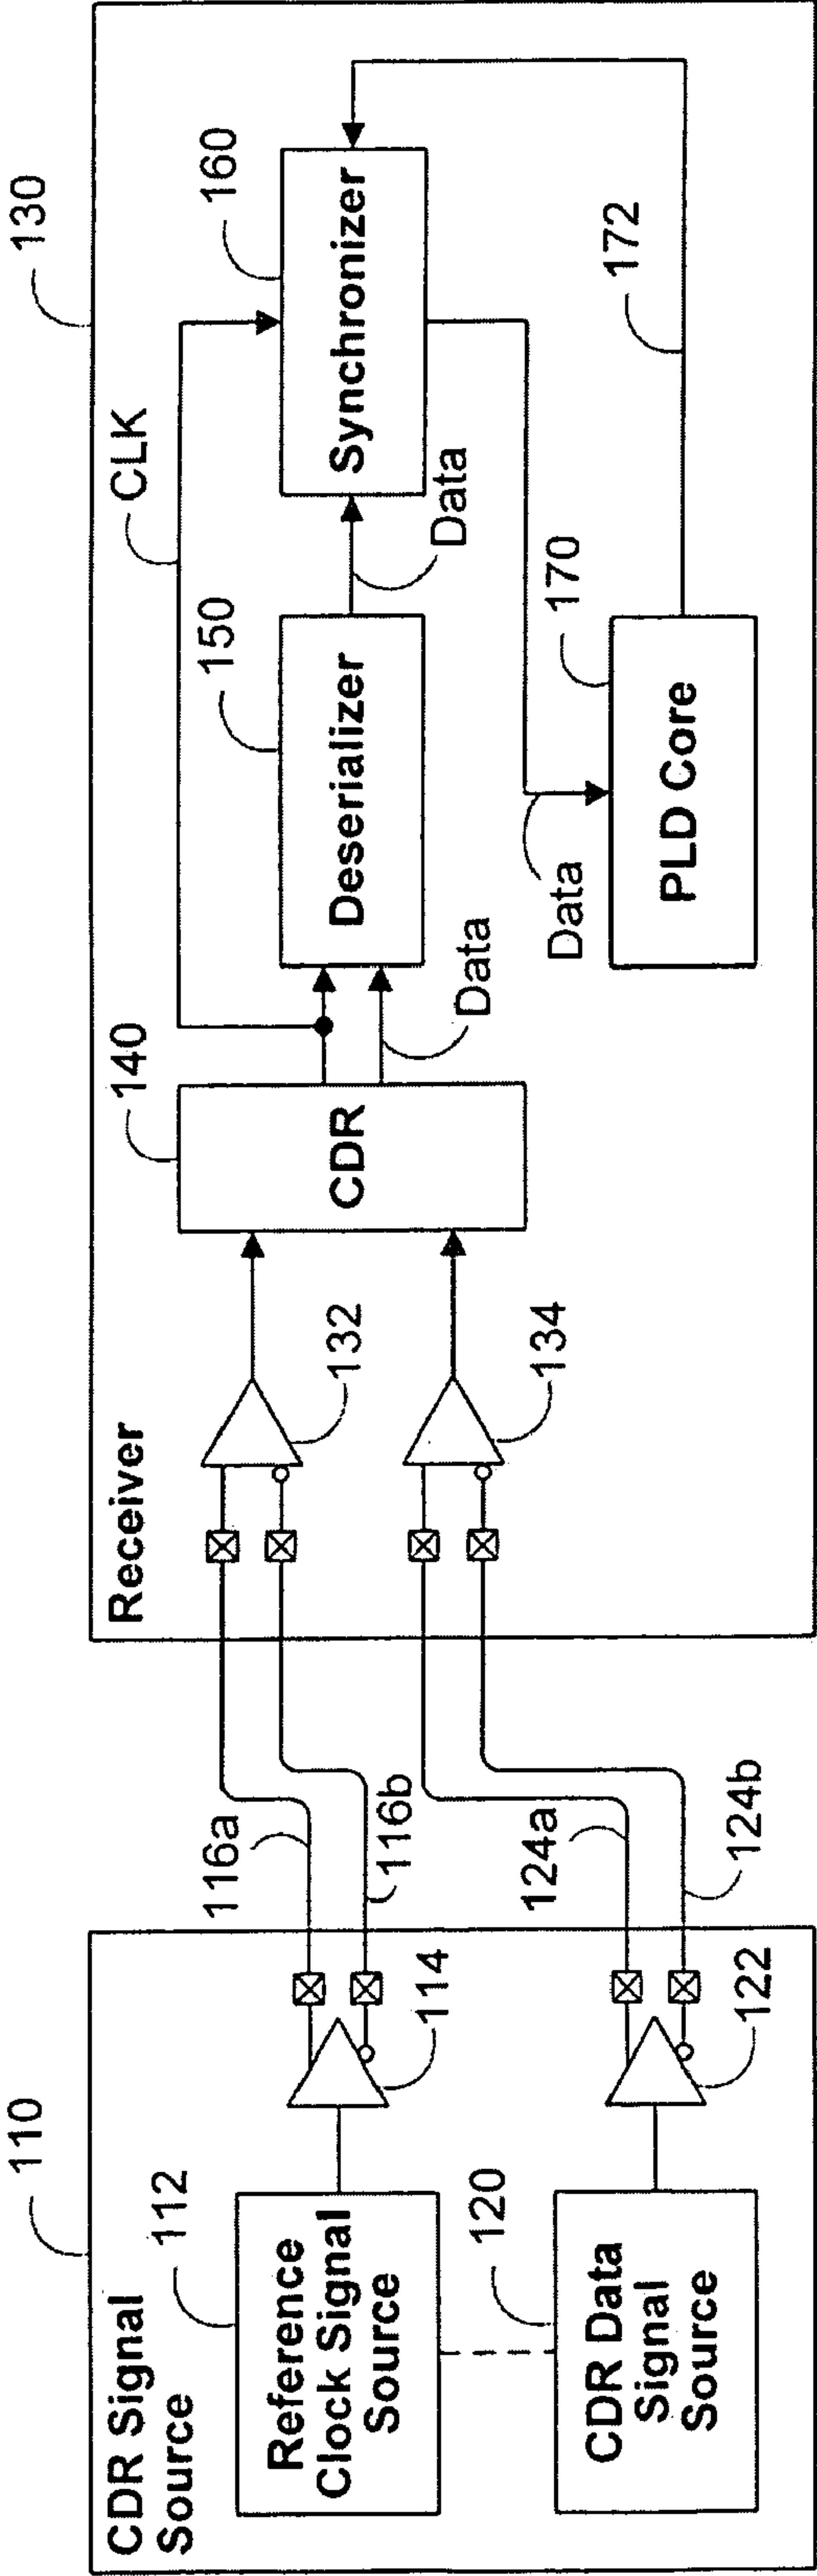 110
CDR Signal
Source
112
Reference
Clock Signal
Source
114
116a
116b
120
CDR Data
Signal
Source
122
124a
124b
130
Receiver
132
134
140
CDR
CLK
Data
150
Deserializer
Data
160
Synchronizer
Data
170
PLD Core
172